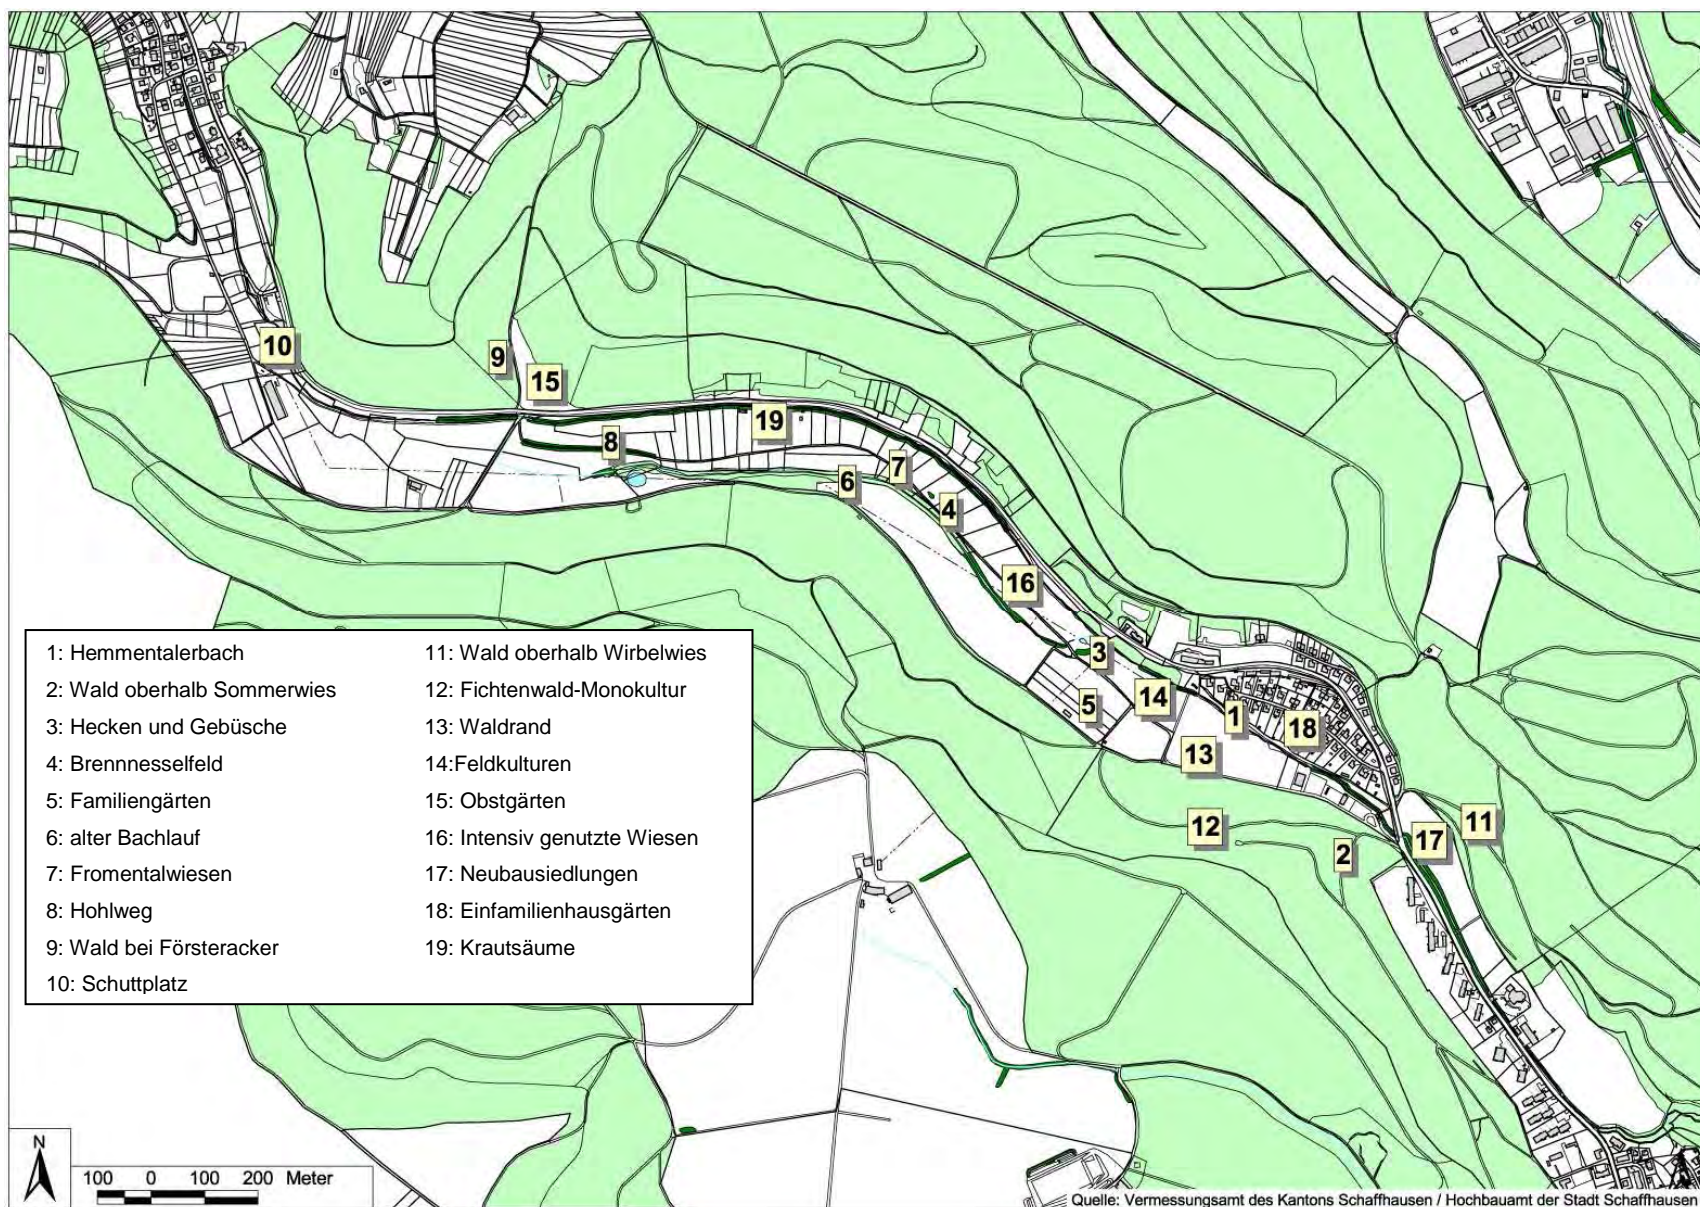 10
9
15
19
8
7
6
4
16
3
5
14
1
18
13
12
2
17
11
1: Hemmentalerbach
2: Wald oberhalb Sommerwies
3: Hecken und Gebüsche
4: Brennnesselfeld
5: Familiengärten
6: alter Bachlauf
7: Fromentalwiesen
8: Hohlweg
9: Wald bei Försteracker
10: Schuttplatz
11: Wald oberhalb Wirbelwies
12: Fichtenwald-Monokultur
13: Waldrand
14:Feldkulturen
15: Obstgärten
16: Intensiv genutzte Wiesen
17: Neubausiedlungen
18: Einfamilienhausgärten
19: Krautsäume
N
100 0 100 200 Meter
Quelle: Vermessungsamt des Kantons Schaffhausen / Hochbauamt der Stadt Schaffhausen